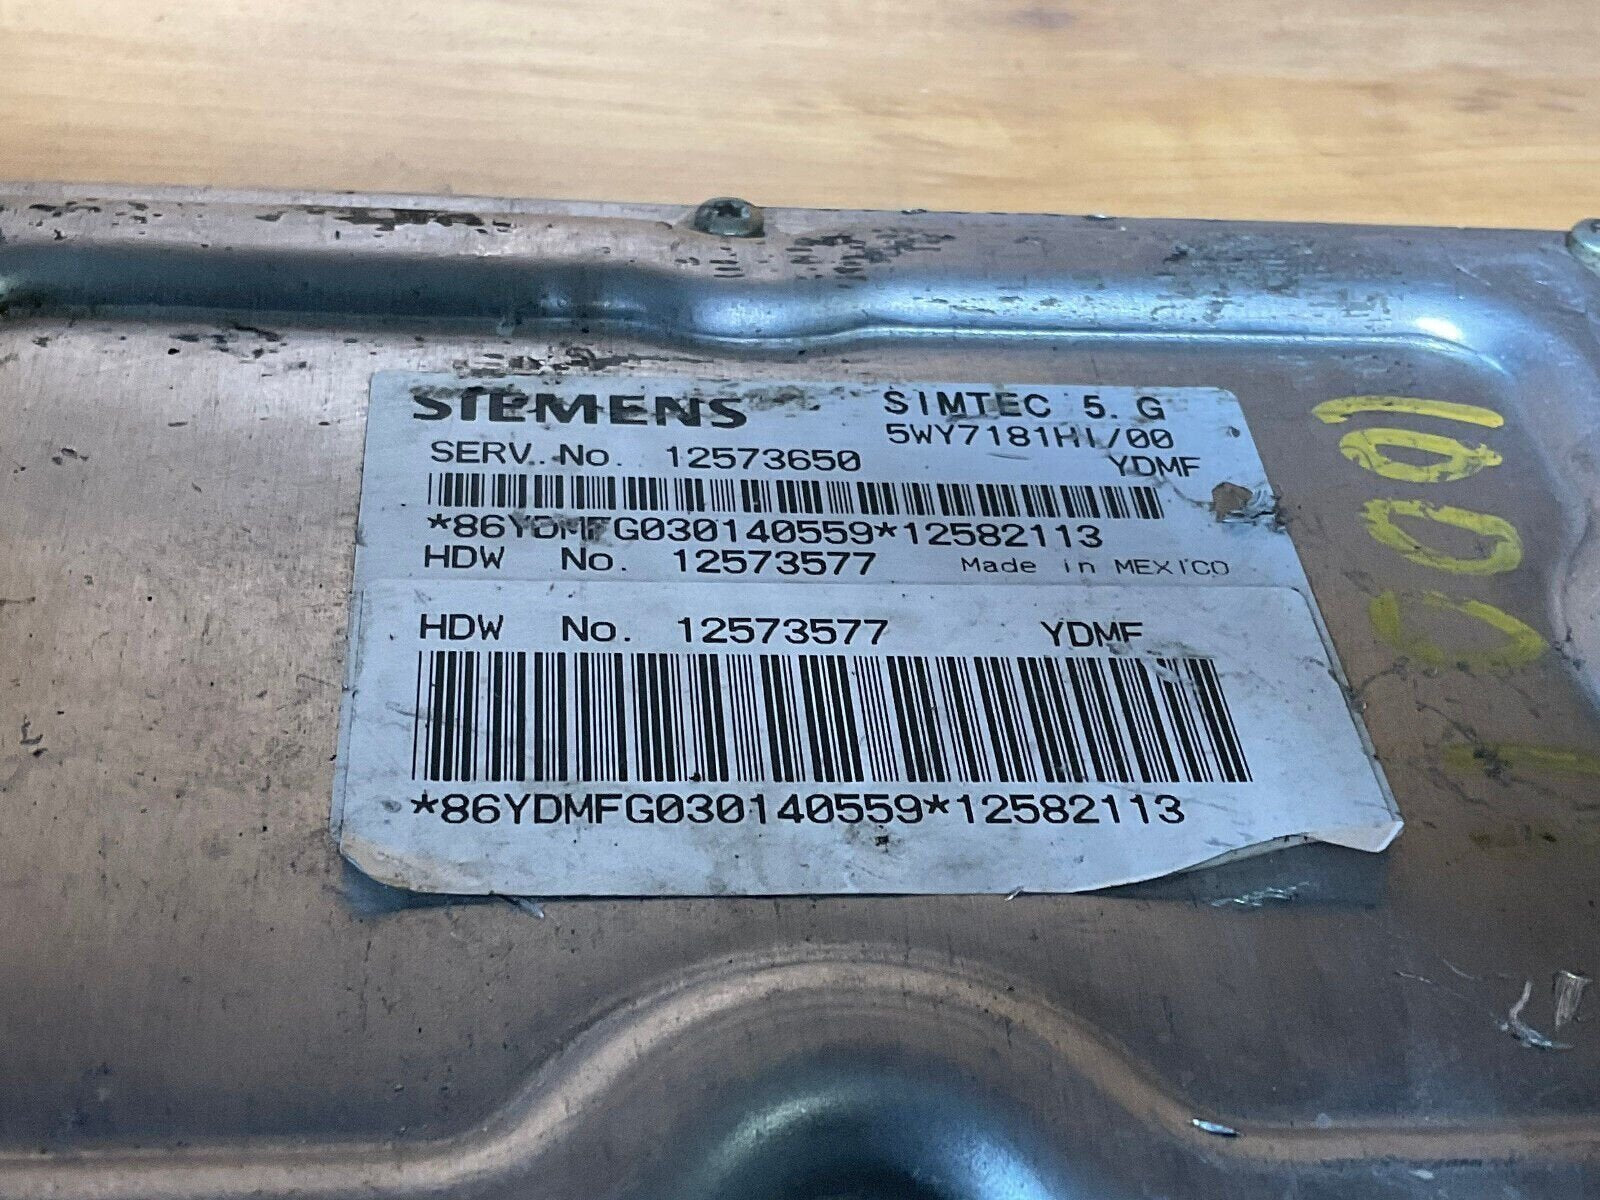 SIEMENS SIMTEC 5. G
5WY7181HI/00
SERV. No. 12573650 YDMF
*86YDMFG030140559*12582113
HDW No. 12573577 Made in MEXICO
HDW No. 12573577 YDMF
*86YDMFG030140559*12582113